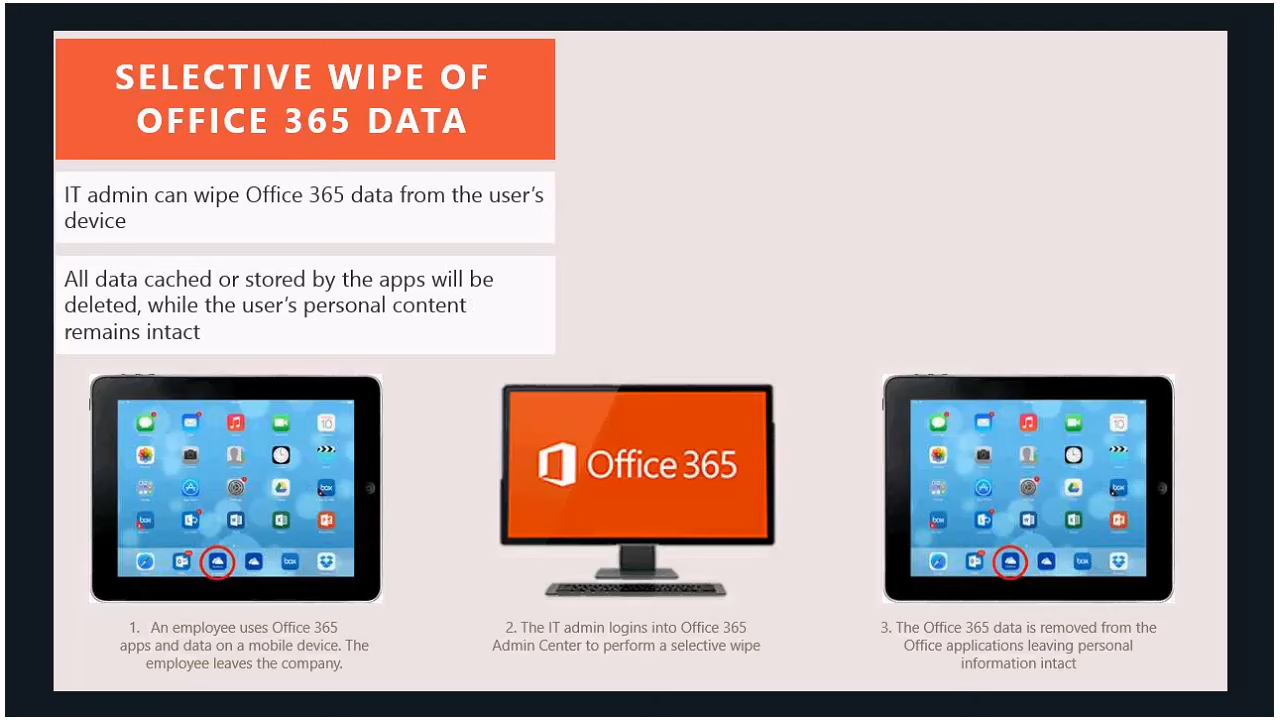 SELECTIVE WIPE OF
OFFICE 365 DATA
IT admin can wipe Office 365 data from the user's
device
All data cached or stored by the apps will be
deleted, while the user's personal content
remains intact
Office 365
1. An employee uses Office 365
apps and data on a mobile device. The
employee leaves the company.
2. The IT admin logins into Office 365
Admin Center to perform a selective wipe
3. The Office 365 data is removed from the
Office applications leaving personal
information intact